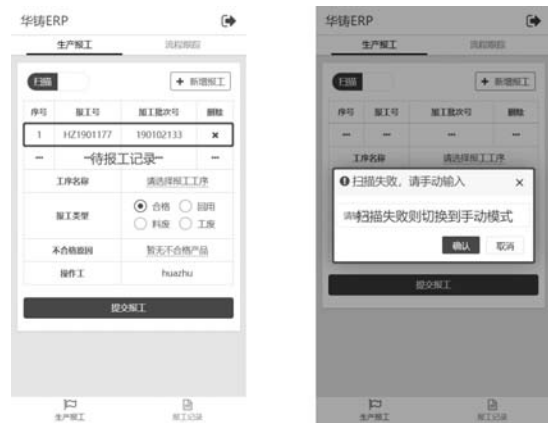 华铸ERP
生产报工
流程跟踪
扫描
+ 新增报工
序号 报工号 加工批次号 删除
1 HZ1901177 190102133 ×
... 待报工记录 ...
工序名称 请选择报工工序
报工类型 合格 回用
料废 工废
不合格原因 暂无不合格产品
操作工 huazhu
提交报工
生产报工 报工记录
华铸ERP
生产报工
流程跟踪
扫描
+ 新增报工
序号 报工号 加工批次号 删除
... ... ... ...
工序名称 请选择报工工序
扫描失败，请手动输入 ×
扫描失败则切换到手动模式
确认 取消
提交报工
生产报工 报工记录